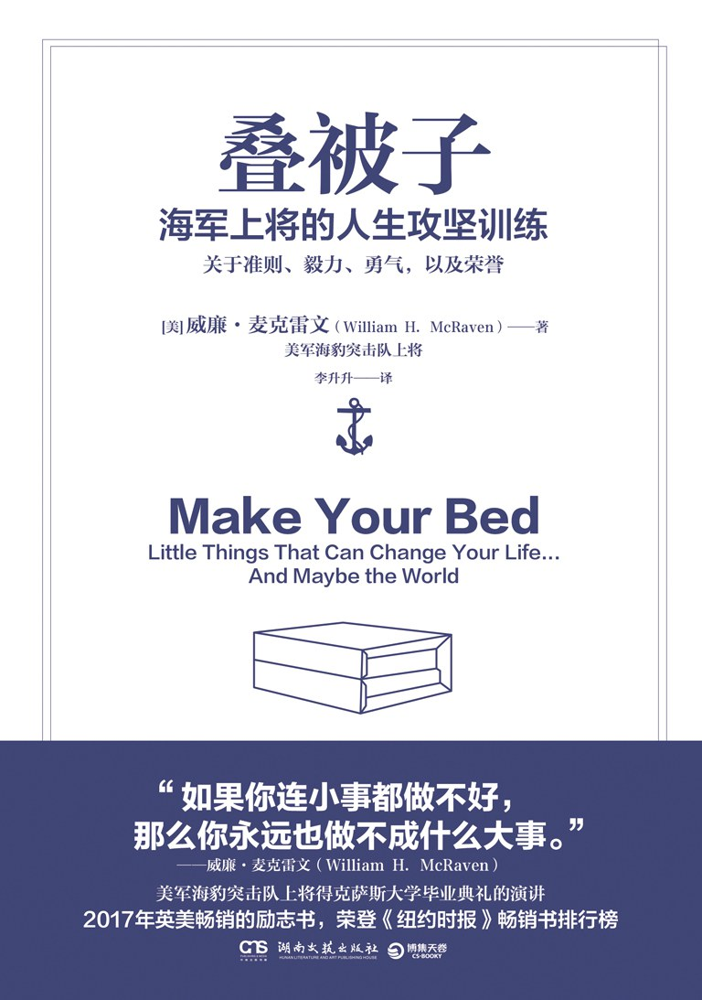 叠被子
海军上将的人生攻坚训练
关于准则、毅力、勇气，以及荣誉
[美]威廉·麦克雷文（William H. McRaven）——著
美军海豹突击队上将
李升升——译
Make Your Bed
Little Things That Can Change Your Life...
And Maybe the World
“如果你连小事都做不好，
那么你永远也做不成什么大事。”
——威廉·麦克雷文（William H. McRaven）
美军海豹突击队上将得克萨斯大学毕业典礼的演讲
2017年英美畅销的励志书，荣登《纽约时报》畅销书排行榜
湖南文艺出版社
HUNAN LITERATURE AND ART PUBLISHING HOUSE
博集天卷
CS-BOOKY